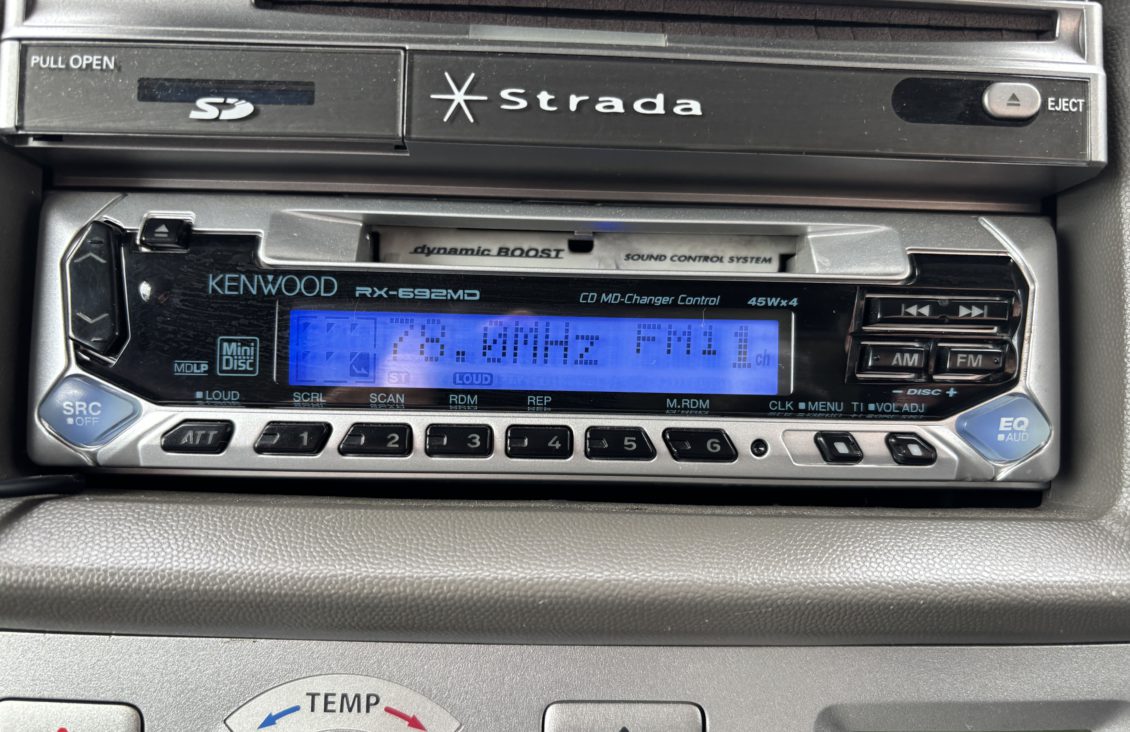 PULL OPEN
SD
Strada
EJECT
dynamic BOOST
SOUND CONTROL SYSTEM
KENWOOD RX-692MD
CD MD-Changer Control
45Wx4
78.0MHz FM1 1ch
ST LOUD
MDLP
Mini Disc
AM FM
− DISC +
LOUD SCRL SCAN RDM REP M.RDM CLK MENU TI VOL ADJ
SRC
OFF
EQ
AUD
ATT 1 2 3 4 5 6
TEMP